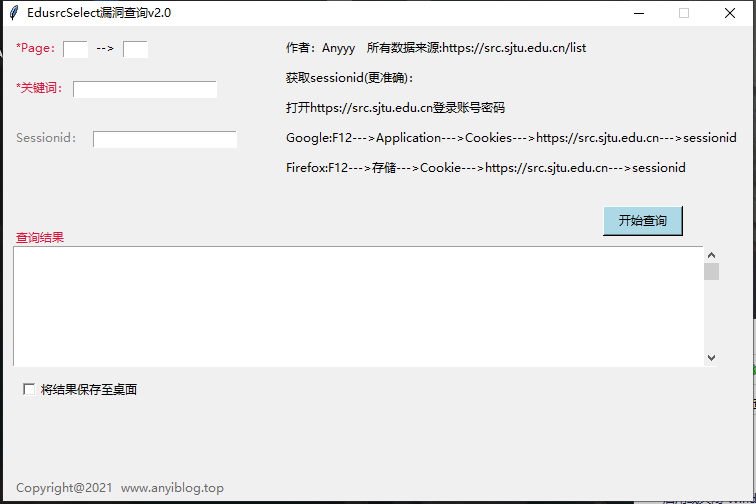 EdusrcSelect漏洞查询v2.0
*Page: -->
作者：Anyyy 所有数据来源:https://src.sjtu.edu.cn/list
获取sessionid(更准确):
*关键词:
打开https://src.sjtu.edu.cn登录账号密码
Sessionid:
Google:F12--->Application--->Cookies--->https://src.sjtu.edu.cn--->sessionid
Firefox:F12--->存储--->Cookie--->https://src.sjtu.edu.cn--->sessionid
开始查询
查询结果
将结果保存至桌面
Copyright@2021 www.anyiblog.top